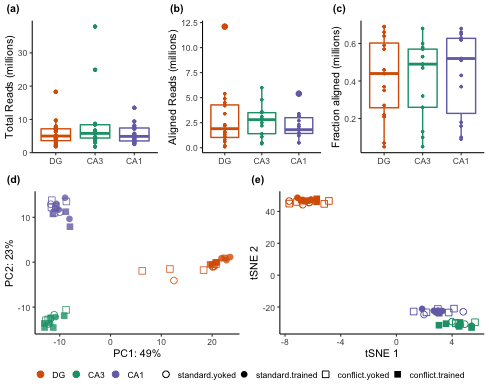 (a)
Total Reads (millions)
30
20
10
0
DG CA3 CA1
(b)
Aligned Reads (millions)
12.5
10.0
7.5
5.0
2.5
0.0
DG CA3 CA1
(c)
Fraction aligned (millions)
0.6
0.4
0.2
DG CA3 CA1
(d)
PC2: 23%
10
0
-10
-10 0 10 20
PC1: 49%
(e)
tSNE 2
40
20
0
-20
-8 -4 0 4
tSNE 1
DG CA3 CA1 standard.yoked standard.trained conflict.yoked conflict.trained